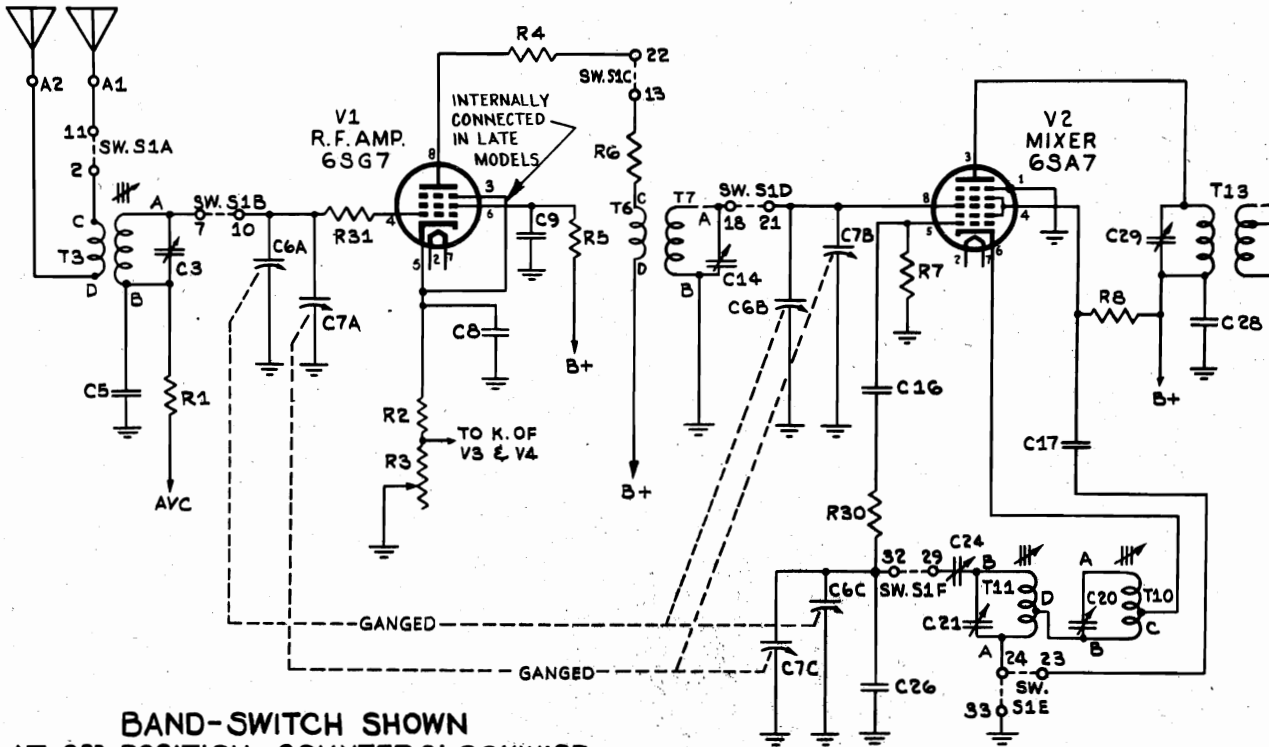 A2
A1
11
SW. S1A
2
C
T3
D
A
B
C3
C5
R1
AVC
SW. S1B
7
10
C6A
C7A
R31
V1
R.F. AMP.
6SG7
INTERNALLY
CONNECTED
IN LATE
MODELS
8
4
3
6
5
2
7
C9
R5
B+
C8
R2
TO K. OF
V3 & V4
R3
R4
22
SW. S1C
13
R6
C
T6
D
B+
T7
A
B
SW. S1D
18
21
C14
C6B
C7B
V2
MIXER
6SA7
3
1
4
8
5
2
7
6
R7
C16
R30
T13
C29
R8
C28
B+
C17
32
29
SW. S1F
C24
B
T11
D
C21
A
A
C20
T10
C
B
24
23
SW.
S1E
33
C6C
C7C
C26
GANGED
GANGED
BAND-SWITCH SHOWN
POSITION COUNTERCLOCKWISE